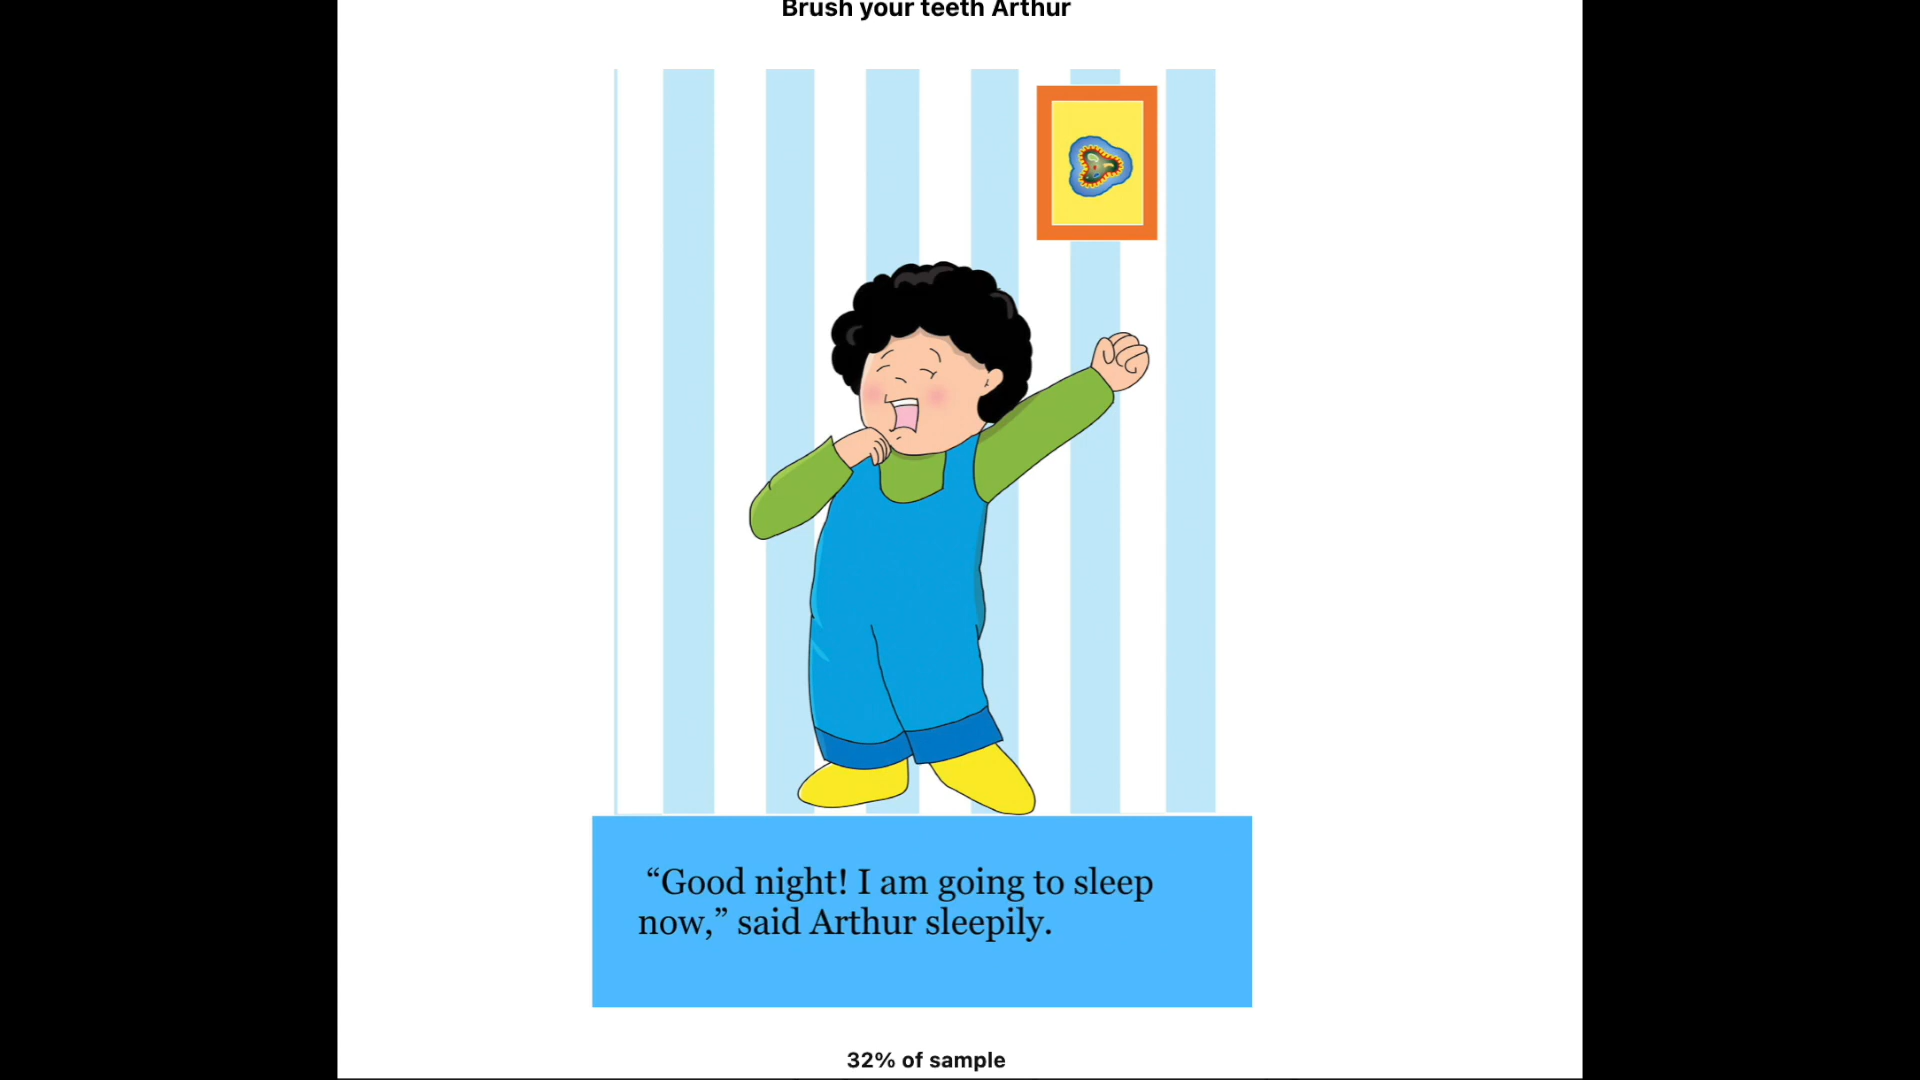 Brush your teeth Arthur
“Good night! I am going to sleep
now,” said Arthur sleepily.
32% of sample